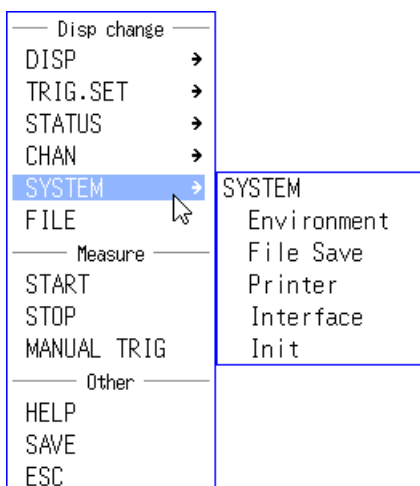 Disp change
DISP
TRIG.SET
STATUS
CHAN
SYSTEM
FILE
Measure
START
STOP
MANUAL TRIG
Other
HELP
SAVE
ESC
SYSTEM
Environment
File Save
Printer
Interface
Init